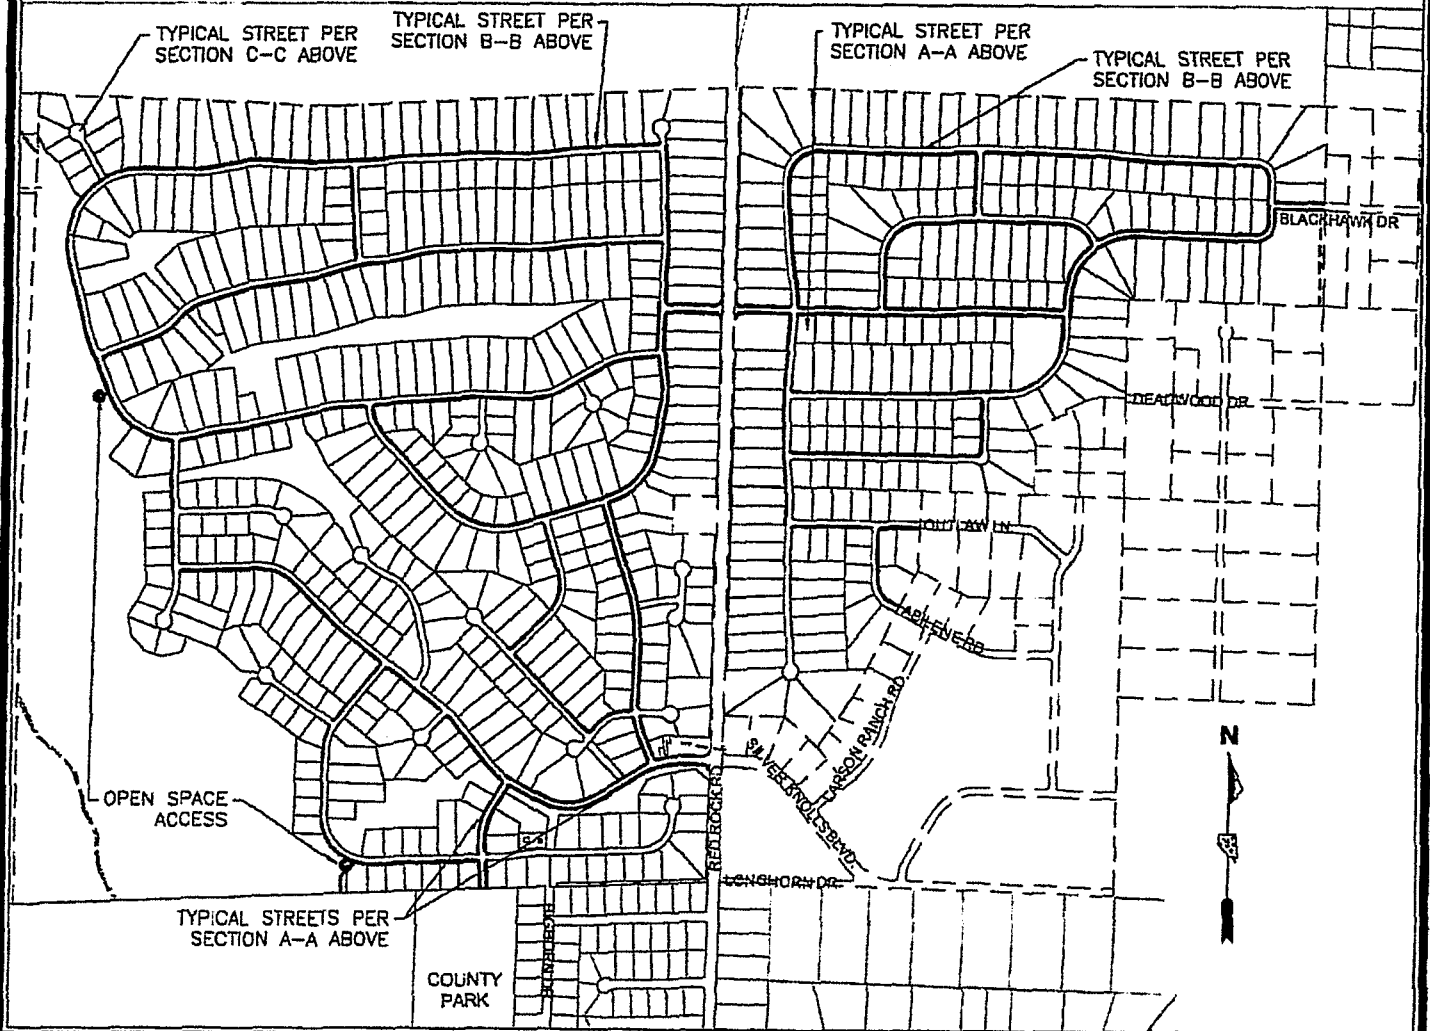 TYPICAL STREET PER
SECTION C-C ABOVE
TYPICAL STREET PER
SECTION B-B ABOVE
TYPICAL STREET PER
SECTION A-A ABOVE
TYPICAL STREET PER
SECTION B-B ABOVE
BLACKHAWK DR
DEADWOOD DR
OUTLAW LN
ABILENE RD
CARSON RANCH RD.
SILVER KNOLLS BLVD.
RED ROCK RD
LONGHORN DR
N
OPEN SPACE
ACCESS
TYPICAL STREETS PER
SECTION A-A ABOVE
BIGHORN DR
COUNTY
PARK